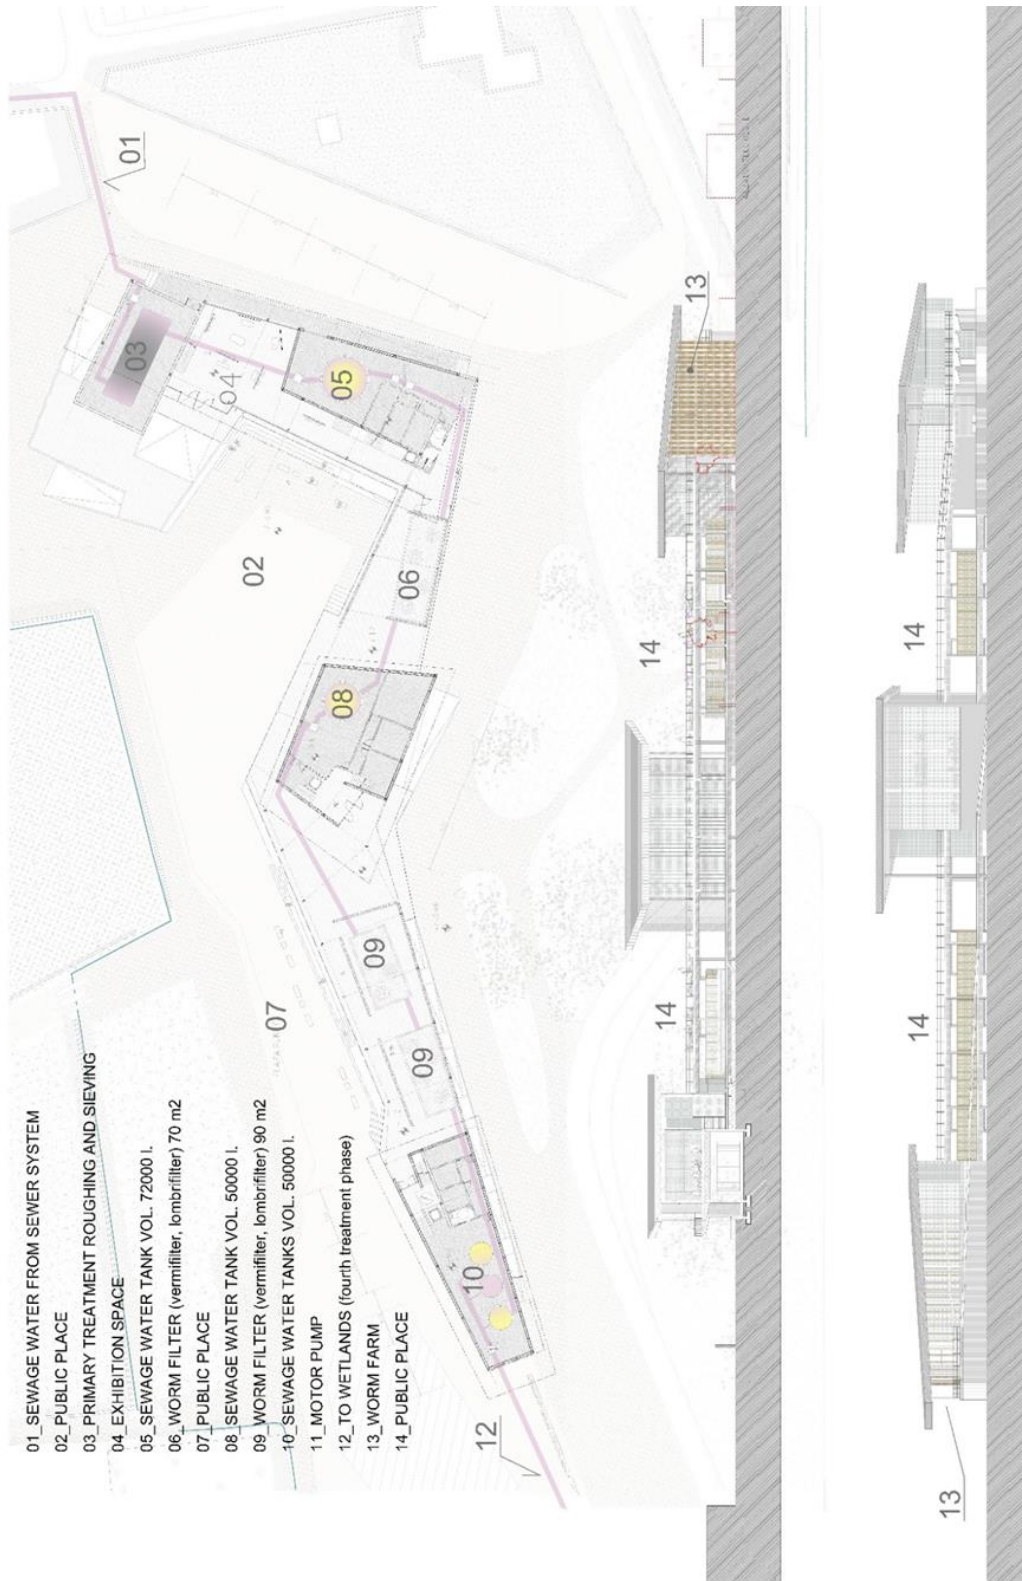 01_SEWAGE WATER FROM SEWER SYSTEM
02_PUBLIC PLACE
03_PRIMARY TREATMENT ROUGHING AND SIEVING
04_EXHIBITION SPACE
05_SEWAGE WATER TANK VOL. 72000 l.
06_WORM FILTER (vermifilter, lombrifilter) 70 m2
07_PUBLIC PLACE
08_SEWAGE WATER TANK VOL. 50000 l.
09_WORM FILTER (vermifilter, lombrifilter) 90 m2
10_SEWAGE WATER TANKS VOL. 50000 l.
11_MOTOR PUMP
12_TO WETLANDS (fourth treatment phase)
13_WORM FARM
14_PUBLIC PLACE
12
10
09
09
07
08
06
02
05
04
03
01
14
14
13
13
14
14